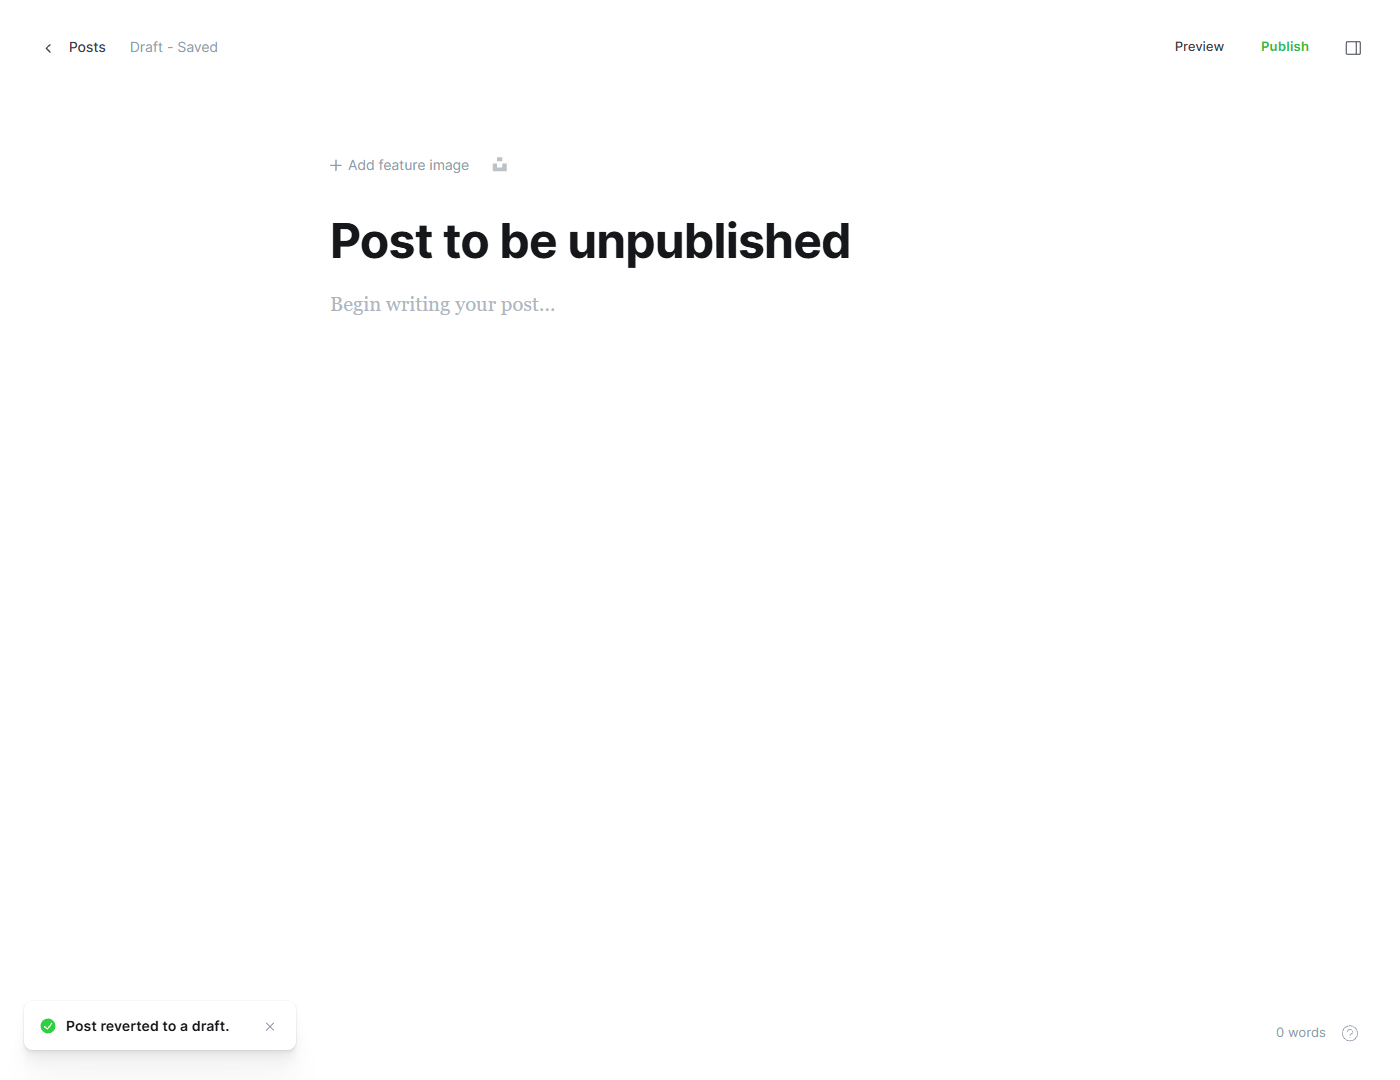 Posts
Draft - Saved
Preview
Publish
Add feature image
Post to be unpublished
Begin writing your post...
Post reverted to a draft.
0 words